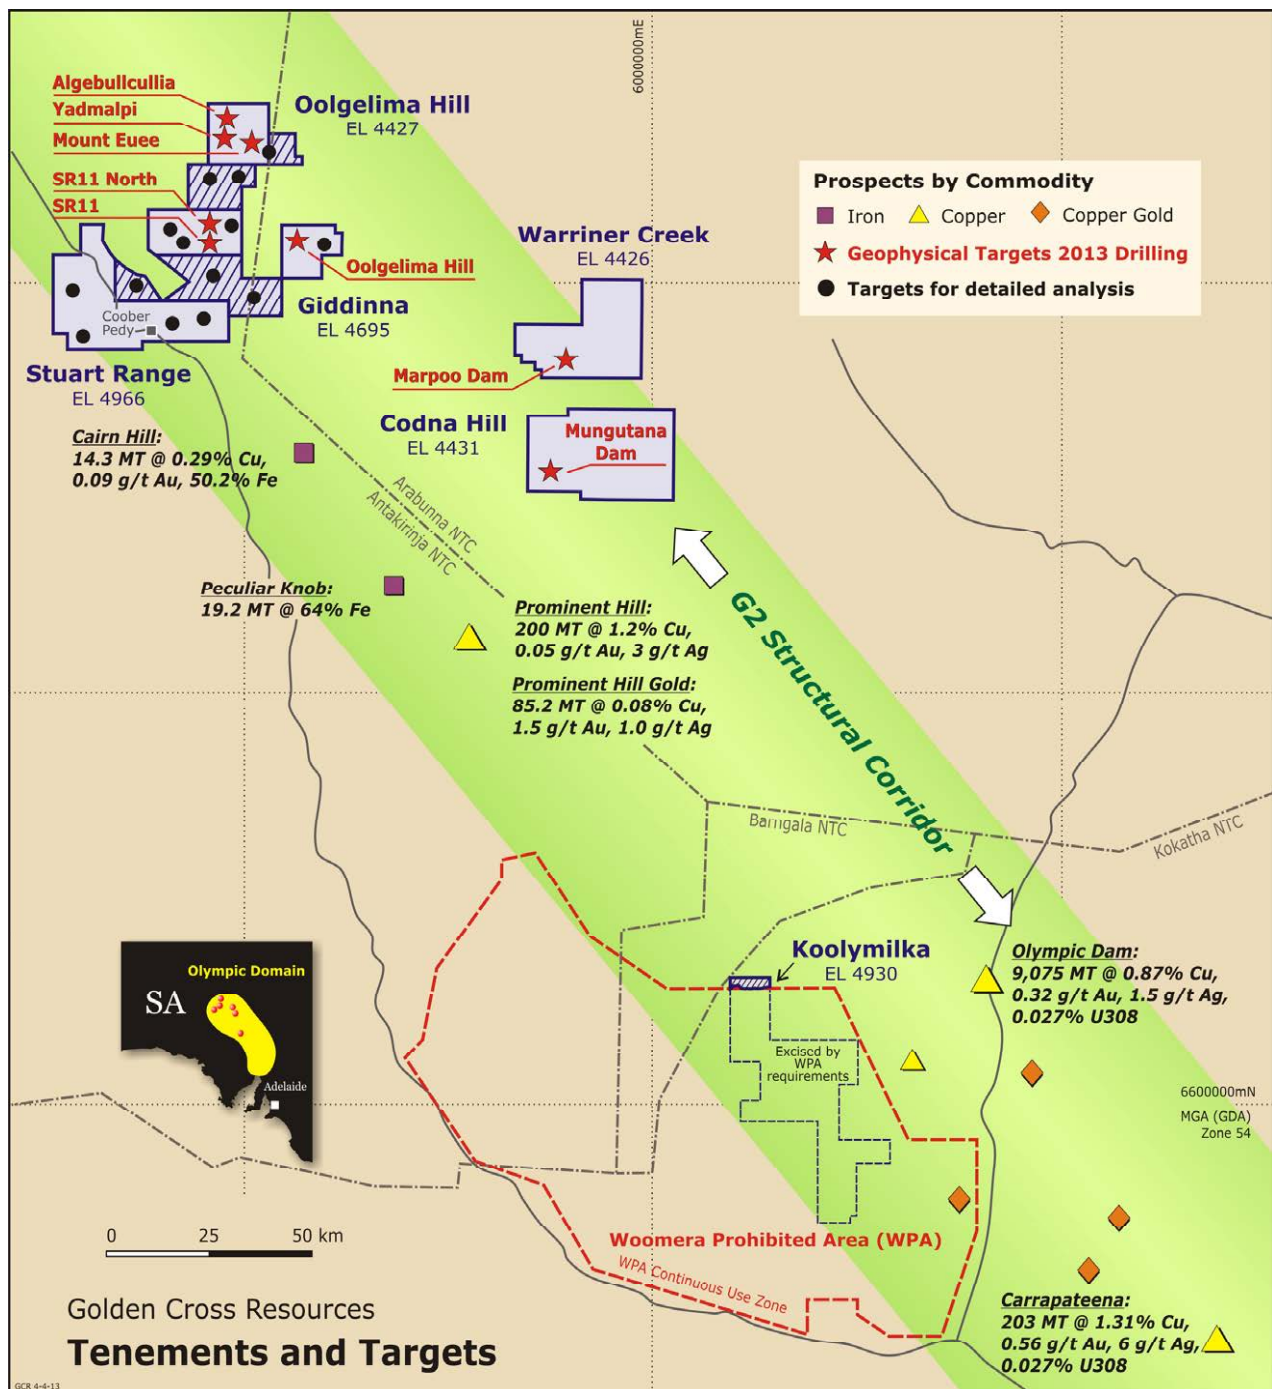 6000000mE
Algebullcullia
Yadmalpi
Mount Euee
SR11 North
SR11
Oolgelima Hill
EL 4427
Oolgelima Hill
Giddinna
EL 4695
Coober
Pedy
Stuart Range
EL 4966
Warriner Creek
EL 4426
Marpoo Dam
Codna Hill
EL 4431
Mungutana
Dam
Prospects by Commodity
Iron
Copper
Copper Gold
Geophysical Targets 2013 Drilling
Targets for detailed analysis
Cairn Hill:
14.3 MT @ 0.29% Cu,
0.09 g/t Au, 50.2% Fe
Arabunna NTC
Antakirinja NTC
Peculiar Knob:
19.2 MT @ 64% Fe
Prominent Hill:
200 MT @ 1.2% Cu,
0.05 g/t Au, 3 g/t Ag
Prominent Hill Gold:
85.2 MT @ 0.08% Cu,
1.5 g/t Au, 1.0 g/t Ag
G2 Structural Corridor
Barngala NTC
Kokatha NTC
Koolymilka
EL 4930
Olympic Dam:
9,075 MT @ 0.87% Cu,
0.32 g/t Au, 1.5 g/t Ag,
0.027% U308
Excised by
WPA
requirements
6600000mN
MGA (GDA)
Zone 54
Olympic Domain
SA
Adelaide
0 25 50 km
Woomera Prohibited Area (WPA)
WPA Continuous Use Zone
Carrapateena:
203 MT @ 1.31% Cu,
0.56 g/t Au, 6 g/t Ag,
0.027% U308
Golden Cross Resources
Tenements and Targets
GCR 4-4-13